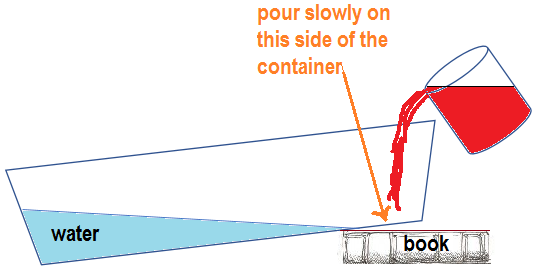 pour slowly on
this side of the
container
water
book